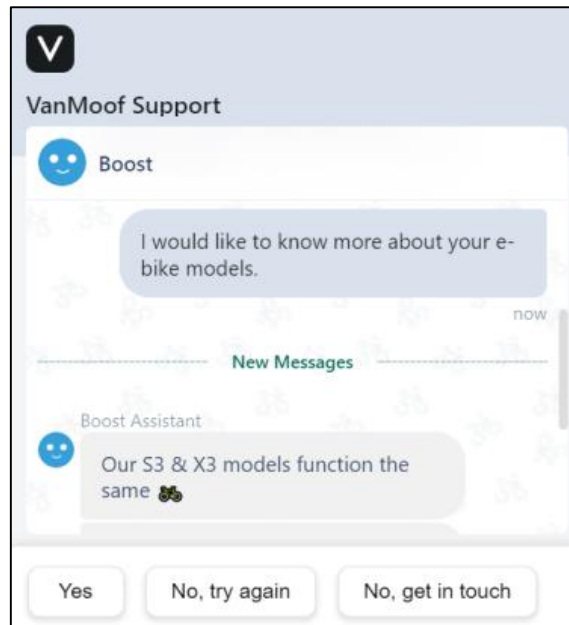 V
VanMoof Support
Boost
I would like to know more about your e-
bike models.
now
New Messages
Boost Assistant
Our S3 & X3 models function the
same 🚲
Yes
No, try again
No, get in touch